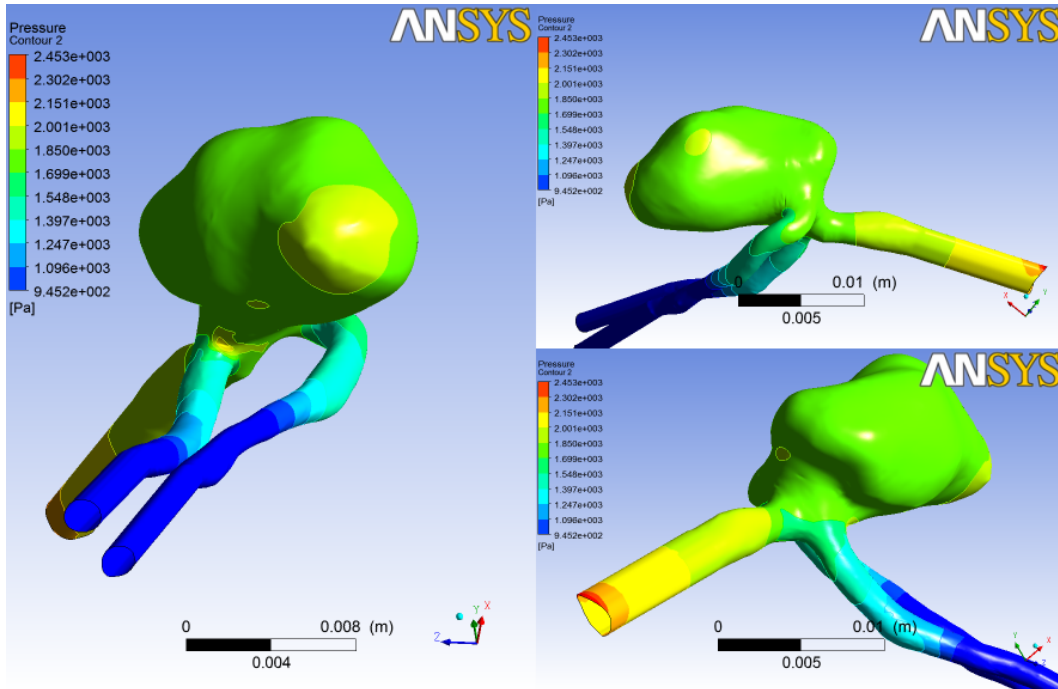 Pressure
Contour 2
ANSYS
2.453e+003
2.302e+003
2.151e+003
2.001e+003
1.850e+003
1.699e+003
1.548e+003
1.397e+003
1.247e+003
1.096e+003
9.452e+002
[Pa]
0 0.008 (m)
0.004
Y X
Z
Pressure
Contour 2
ANSYS
2.453e+003
2.302e+003
2.151e+003
2.001e+003
1.850e+003
1.699e+003
1.548e+003
1.397e+003
1.247e+003
1.096e+003
9.452e+002
[Pa]
0 0.01 (m)
0.005
X Y
Pressure
Contour 2
ANSYS
2.453e+003
2.302e+003
2.151e+003
2.001e+003
1.850e+003
1.699e+003
1.548e+003
1.397e+003
1.247e+003
1.096e+003
9.452e+002
[Pa]
0 0.01 (m)
0.005
Y X
Z